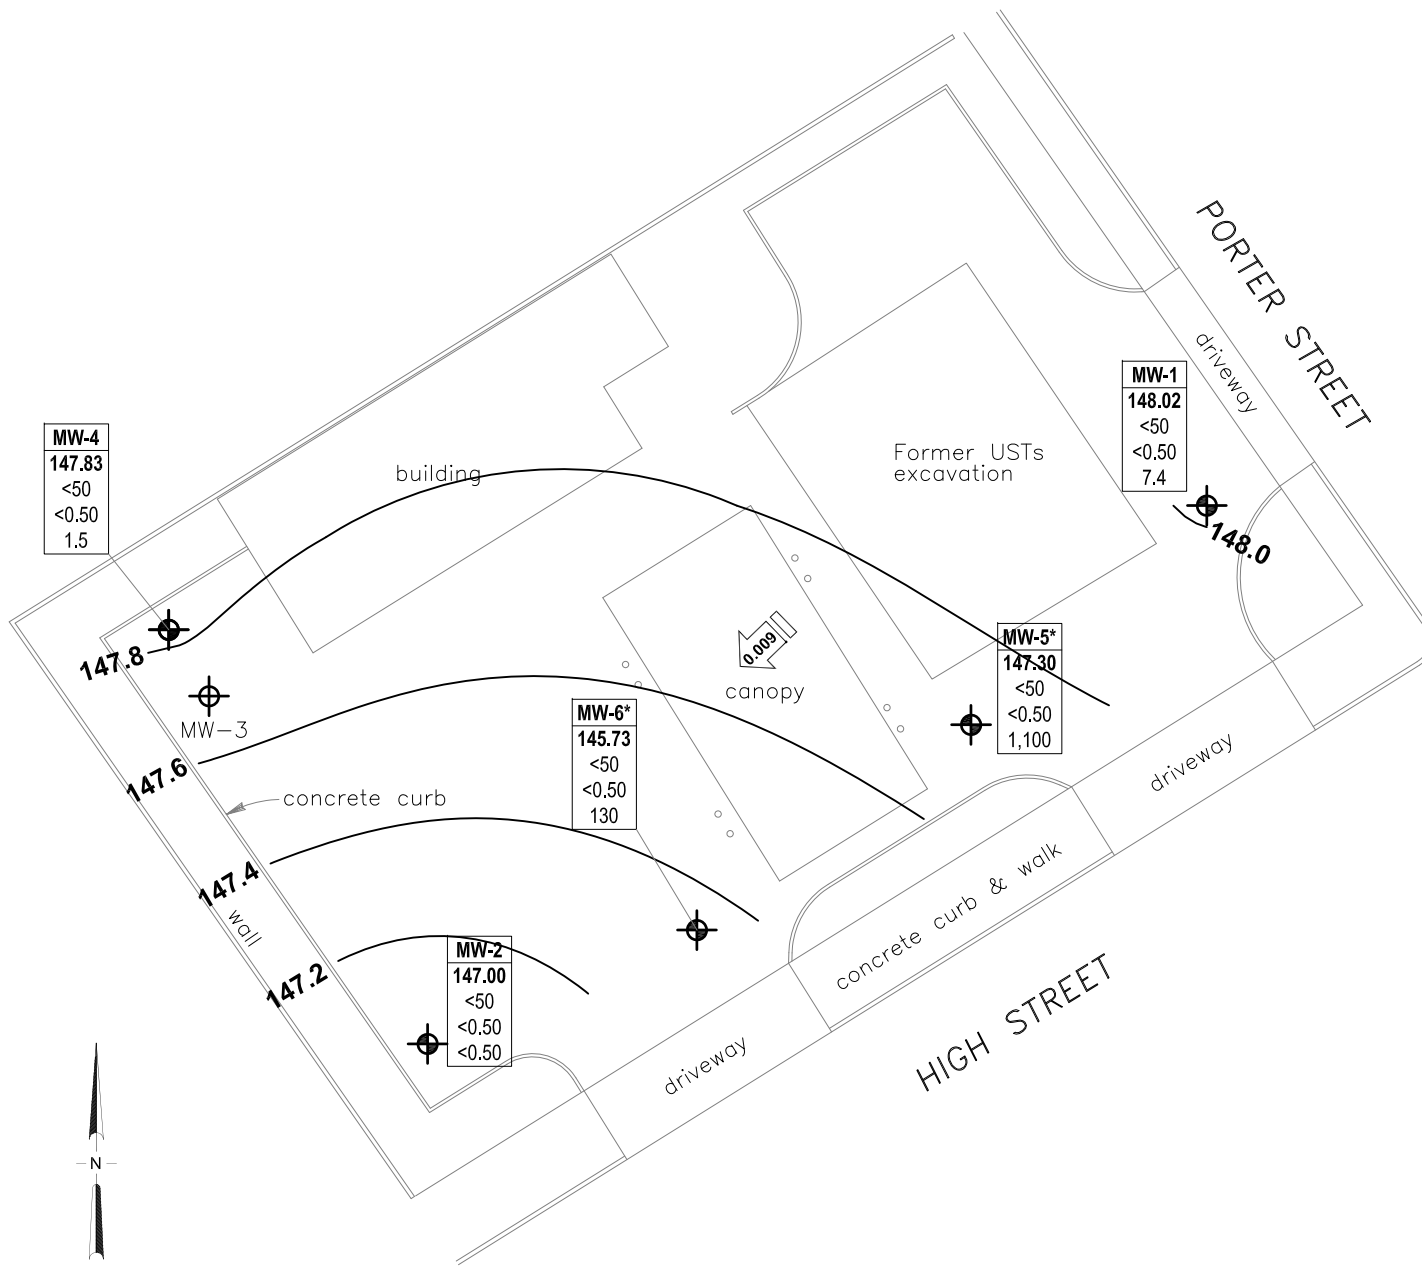 PORTER STREET
driveway
MW-1
148.02
<50
<0.50
7.4
MW-4
147.83
<50
<0.50
1.5
building
Former USTs
excavation
148.0
147.8
MW-3
0.009
canopy
MW-5*
147.30
<50
<0.50
1,100
MW-6*
145.73
<50
<0.50
130
147.6
concrete curb
driveway
147.4
wall
concrete curb & walk
147.2
MW-2
147.00
<50
<0.50
<0.50
driveway
HIGH STREET
N